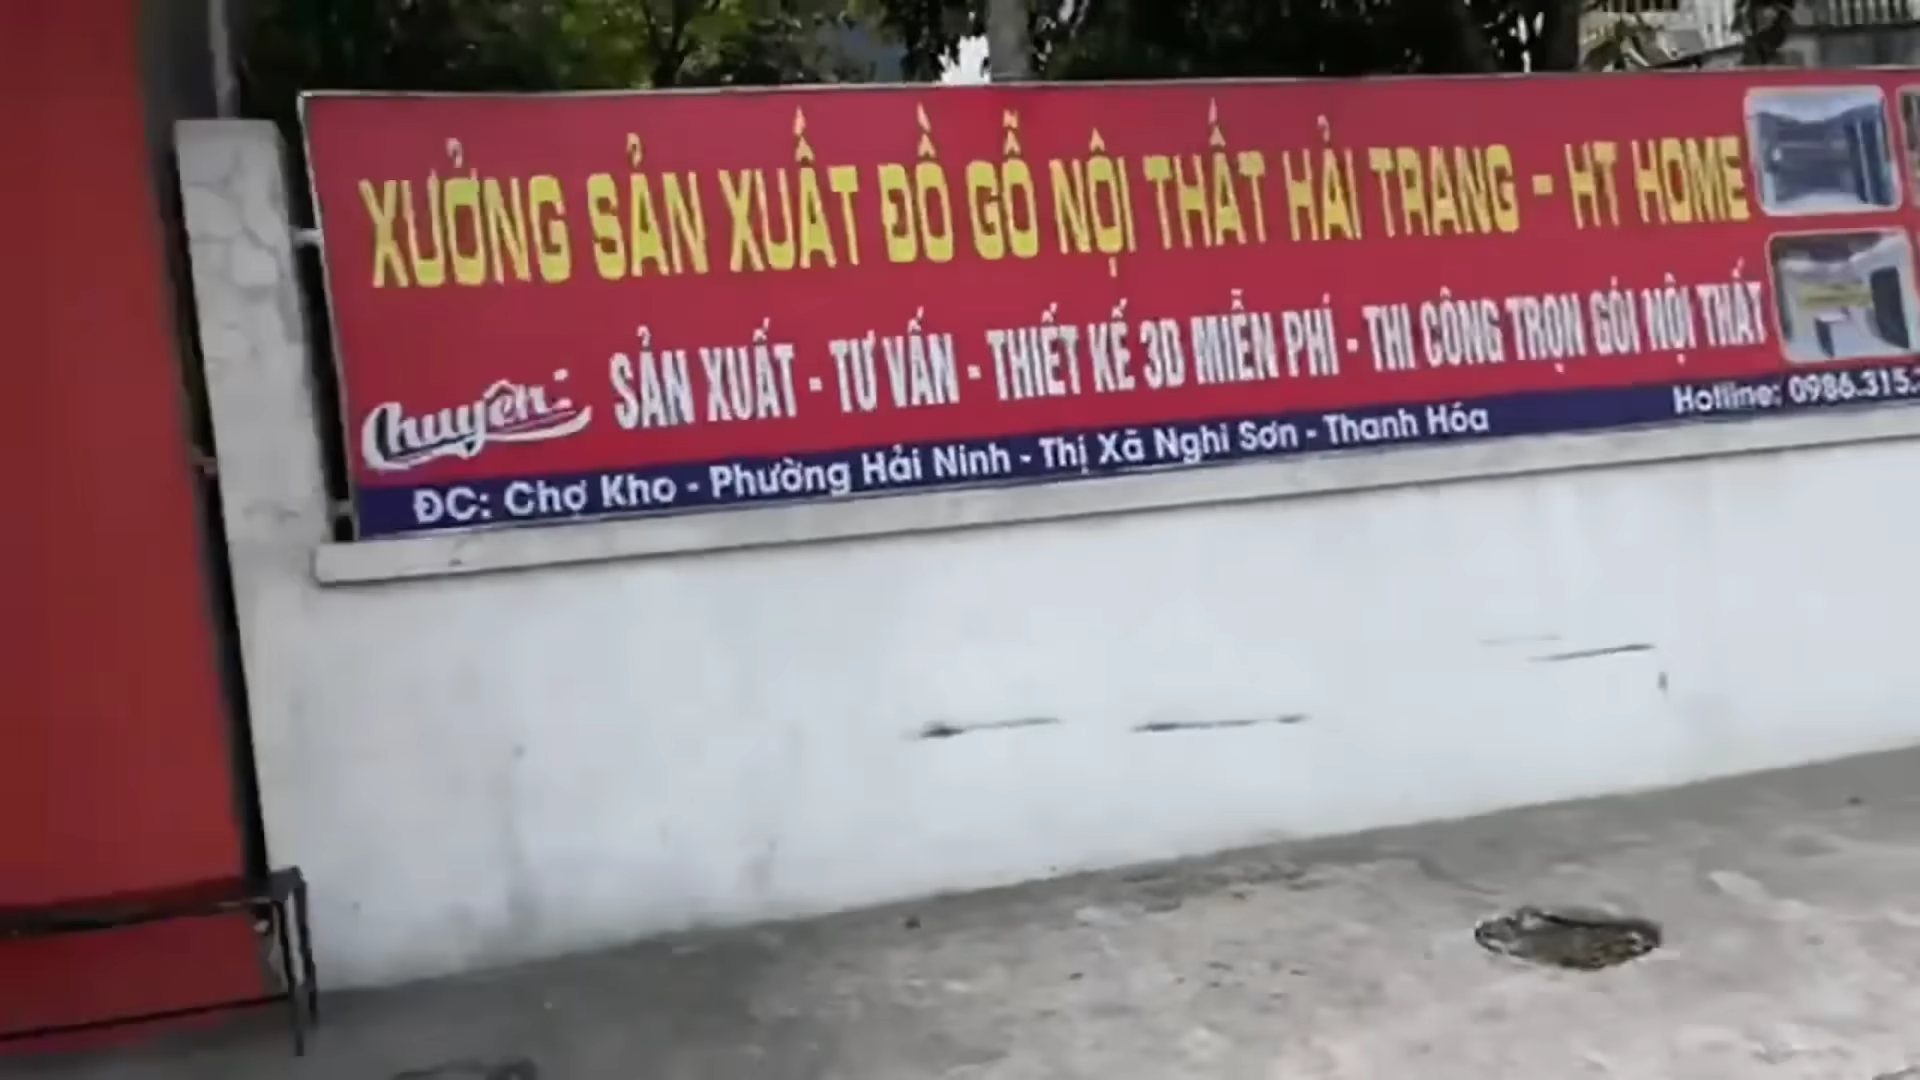 XƯỞNG SẢN XUẤT ĐỒ GỖ NỘI THẤT HẢI TRANG - HT HOME
Chuyên: SẢN XUẤT - TƯ VẤN - THIẾT KẾ 3D MIỄN PHÍ - THI CÔNG TRỌN GÓI NỘI THẤT
ĐC: Chợ Kho - Phường Hải Ninh - Thị Xã Nghi Sơn - Thanh Hóa Hotline: 0986.315.